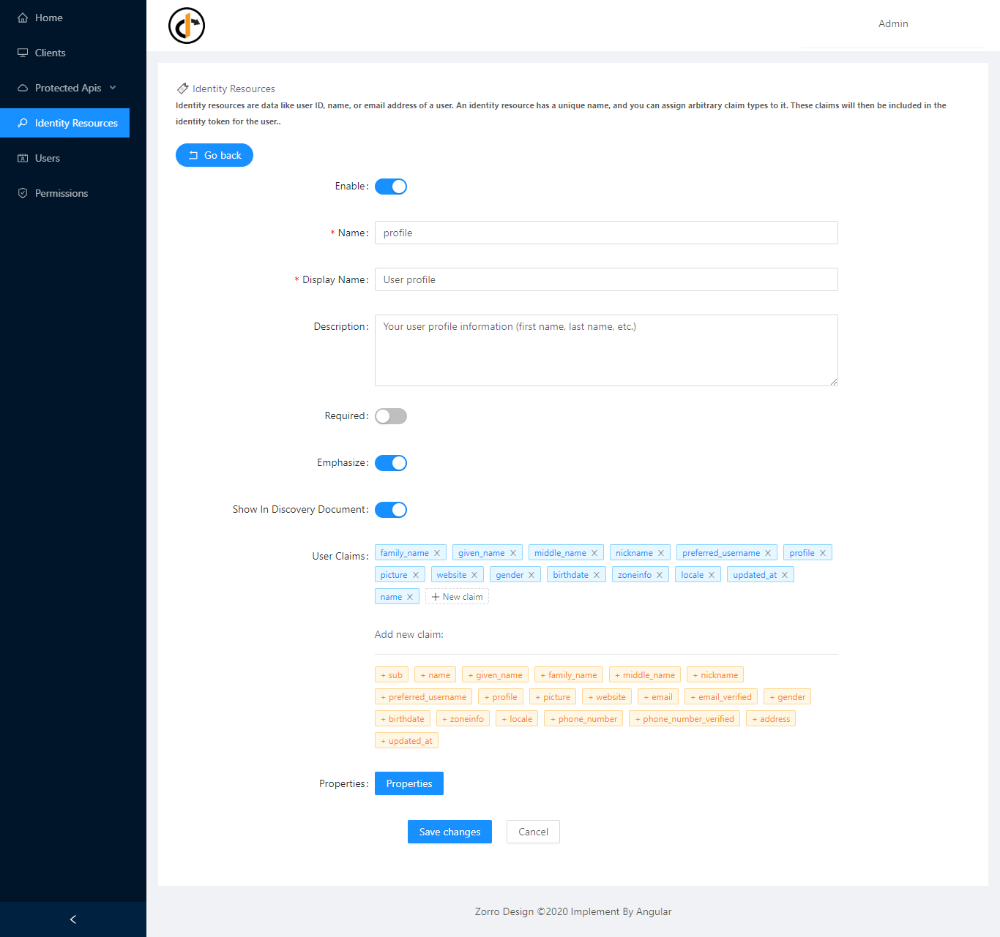 Home
Clients
Protected Apis
Identity Resources
Users
Permissions
Admin
Identity Resources
Identity resources are data like user ID, name, or email address of a user. An identity resource has a unique name, and you can assign arbitrary claim types to it. These claims will then be included in the
identity token for the user..
Go back
Enable:
* Name: profile
* Display Name: User profile
Description: Your user profile information (first name, last name, etc.)
Required:
Emphasize:
Show In Discovery Document:
User Claims: family_name given_name middle_name nickname preferred_username profile
picture website gender birthdate zoneinfo locale updated_at
name + New claim
Add new claim:
+ sub + name + given_name + family_name + middle_name + nickname
+ preferred_username + profile + picture + website + email + email_verified + gender
+ birthdate + zoneinfo + locale + phone_number + phone_number_verified + address
+ updated_at
Properties: Properties
Save changes Cancel
Zorro Design ©2020 Implement By Angular